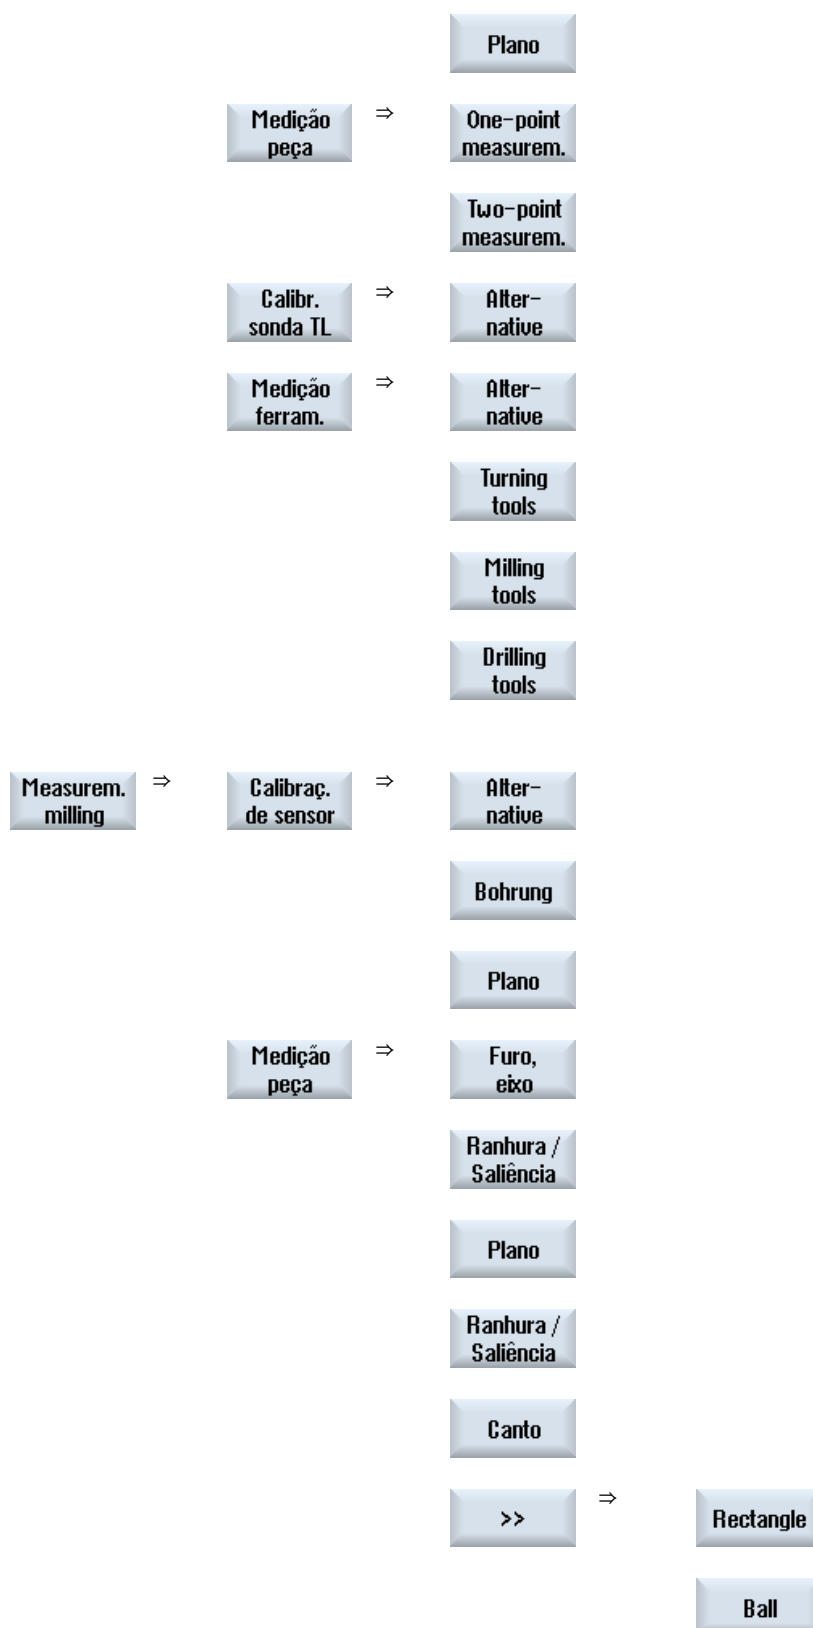 Plano
Medição
peça
⇒
One-point
measurem.
Two-point
measurem.
Calibr.
sonda TL
⇒
Alter-
native
Medição
ferram.
⇒
Alter-
native
Turning
tools
Milling
tools
Drilling
tools
Measurem.
milling
⇒
Calibraç.
de sensor
⇒
Alter-
native
Bohrung
Plano
Medição
peça
⇒
Furo,
eixo
Ranhura /
Saliência
Plano
Ranhura /
Saliência
Canto
>>
⇒
Rectangle
Ball